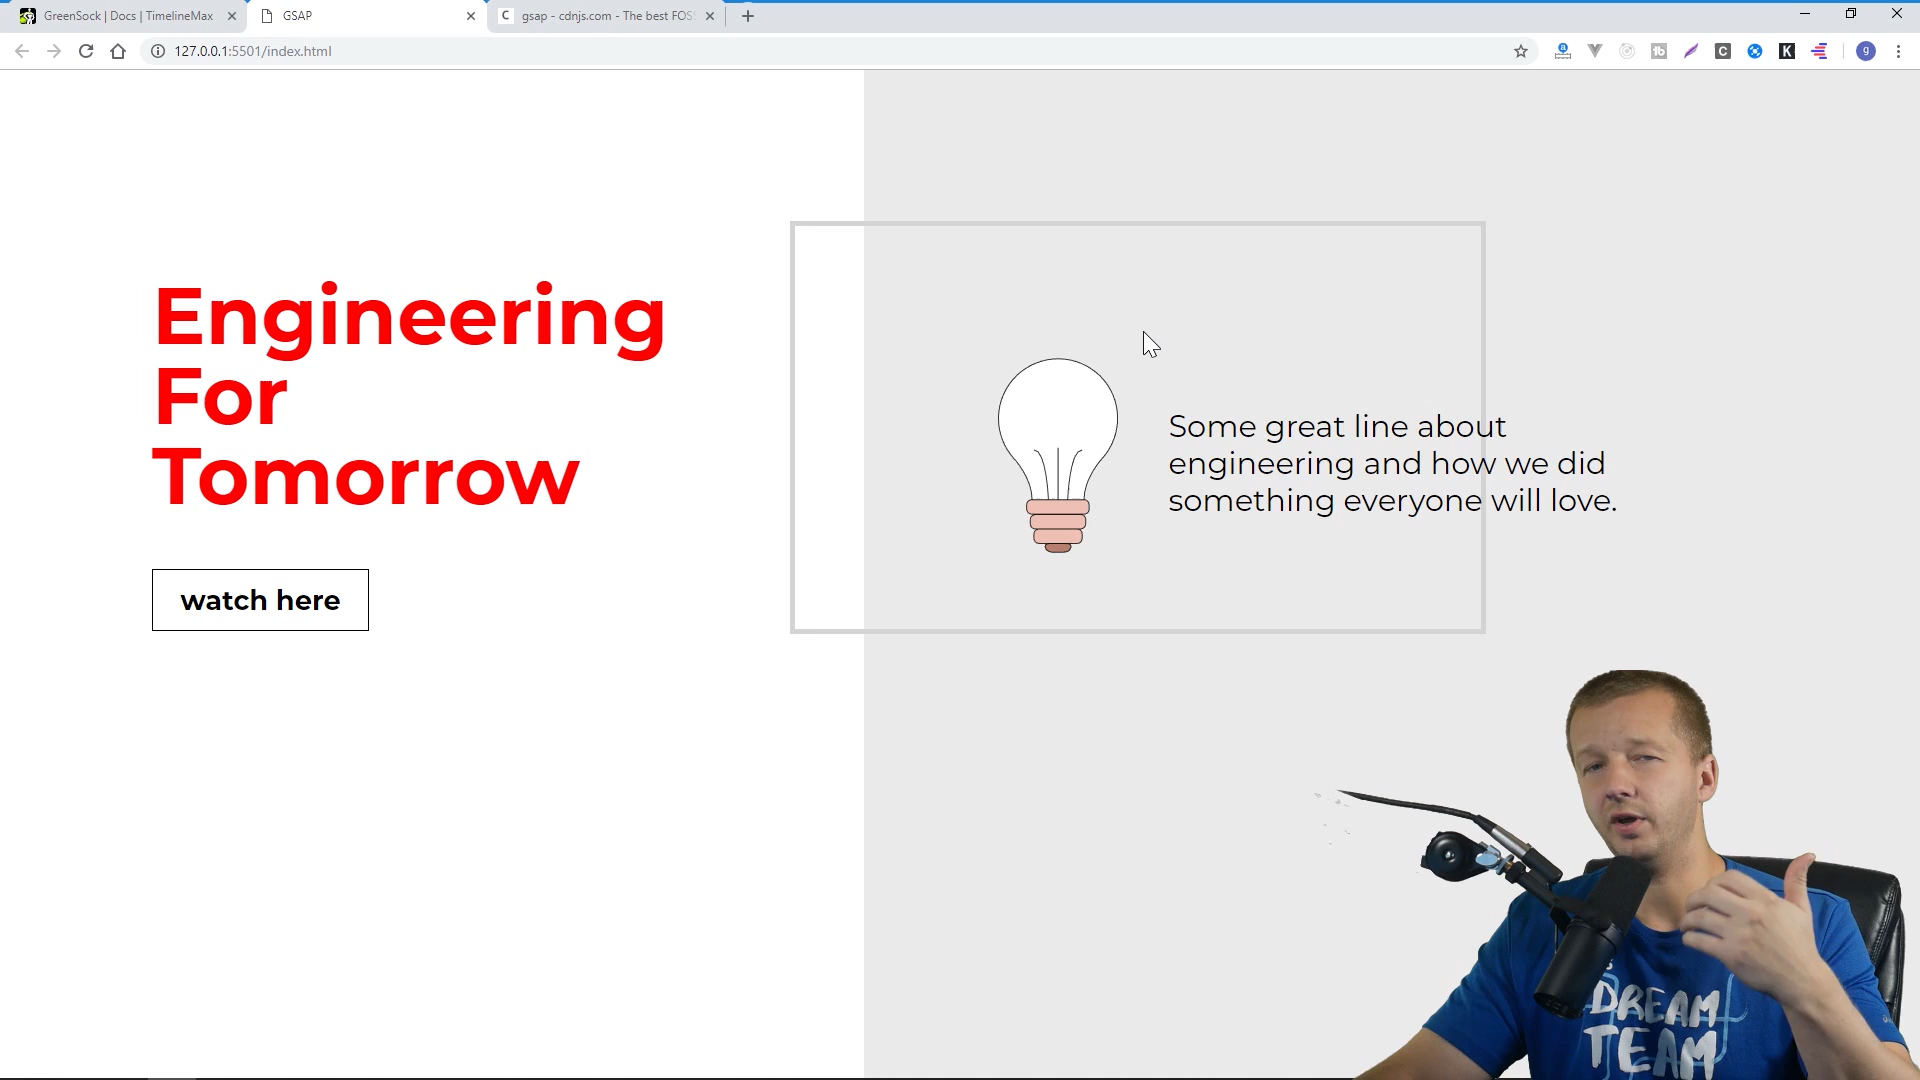 GreenSock | Docs | TimelineMax
GSAP
gsap - cdnjs.com - The best FOS
127.0.0.1:5501/index.html
Engineering
For
Tomorrow
watch here
Some great line about
engineering and how we did
something everyone will love.
DREAM
TEAM